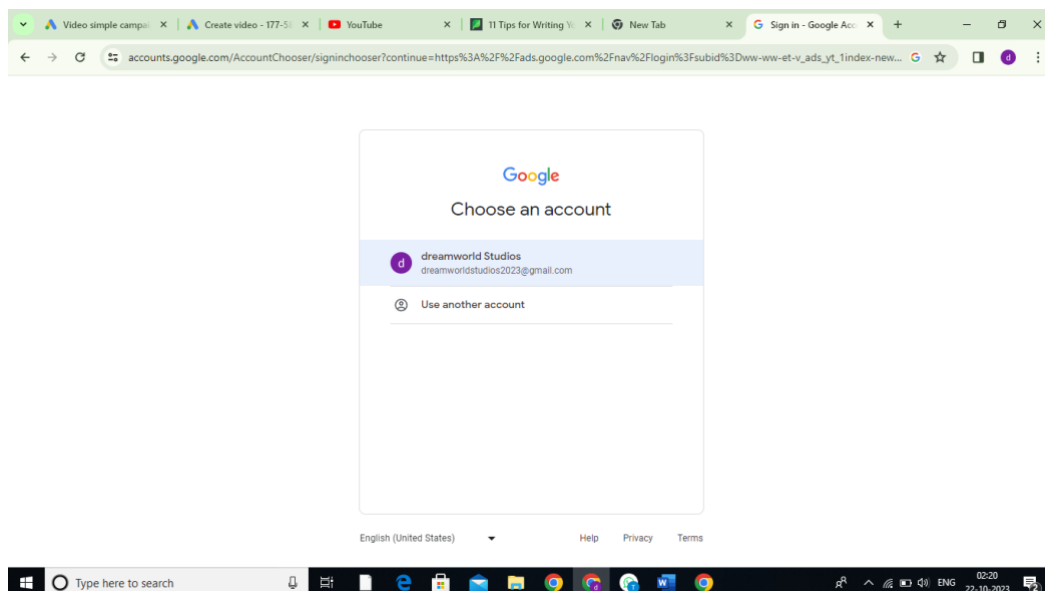 Video simple campai
Create video - 177-5
YouTube
11 Tips for Writing Yo
New Tab
Sign in - Google Acc
accounts.google.com/AccountChooser/signinchooser?continue=https%3A%2F%2Fads.google.com%2Fnav%2Flogin%3Fsubid%3Dww-ww-et-v_ads_yt_1index-new...
d
Google
Choose an account
d
dreamworld Studios
dreamworldstudios2023@gmail.com
Use another account
English (United States)
Help
Privacy
Terms
Type here to search
ENG
02:20
22-10-2023